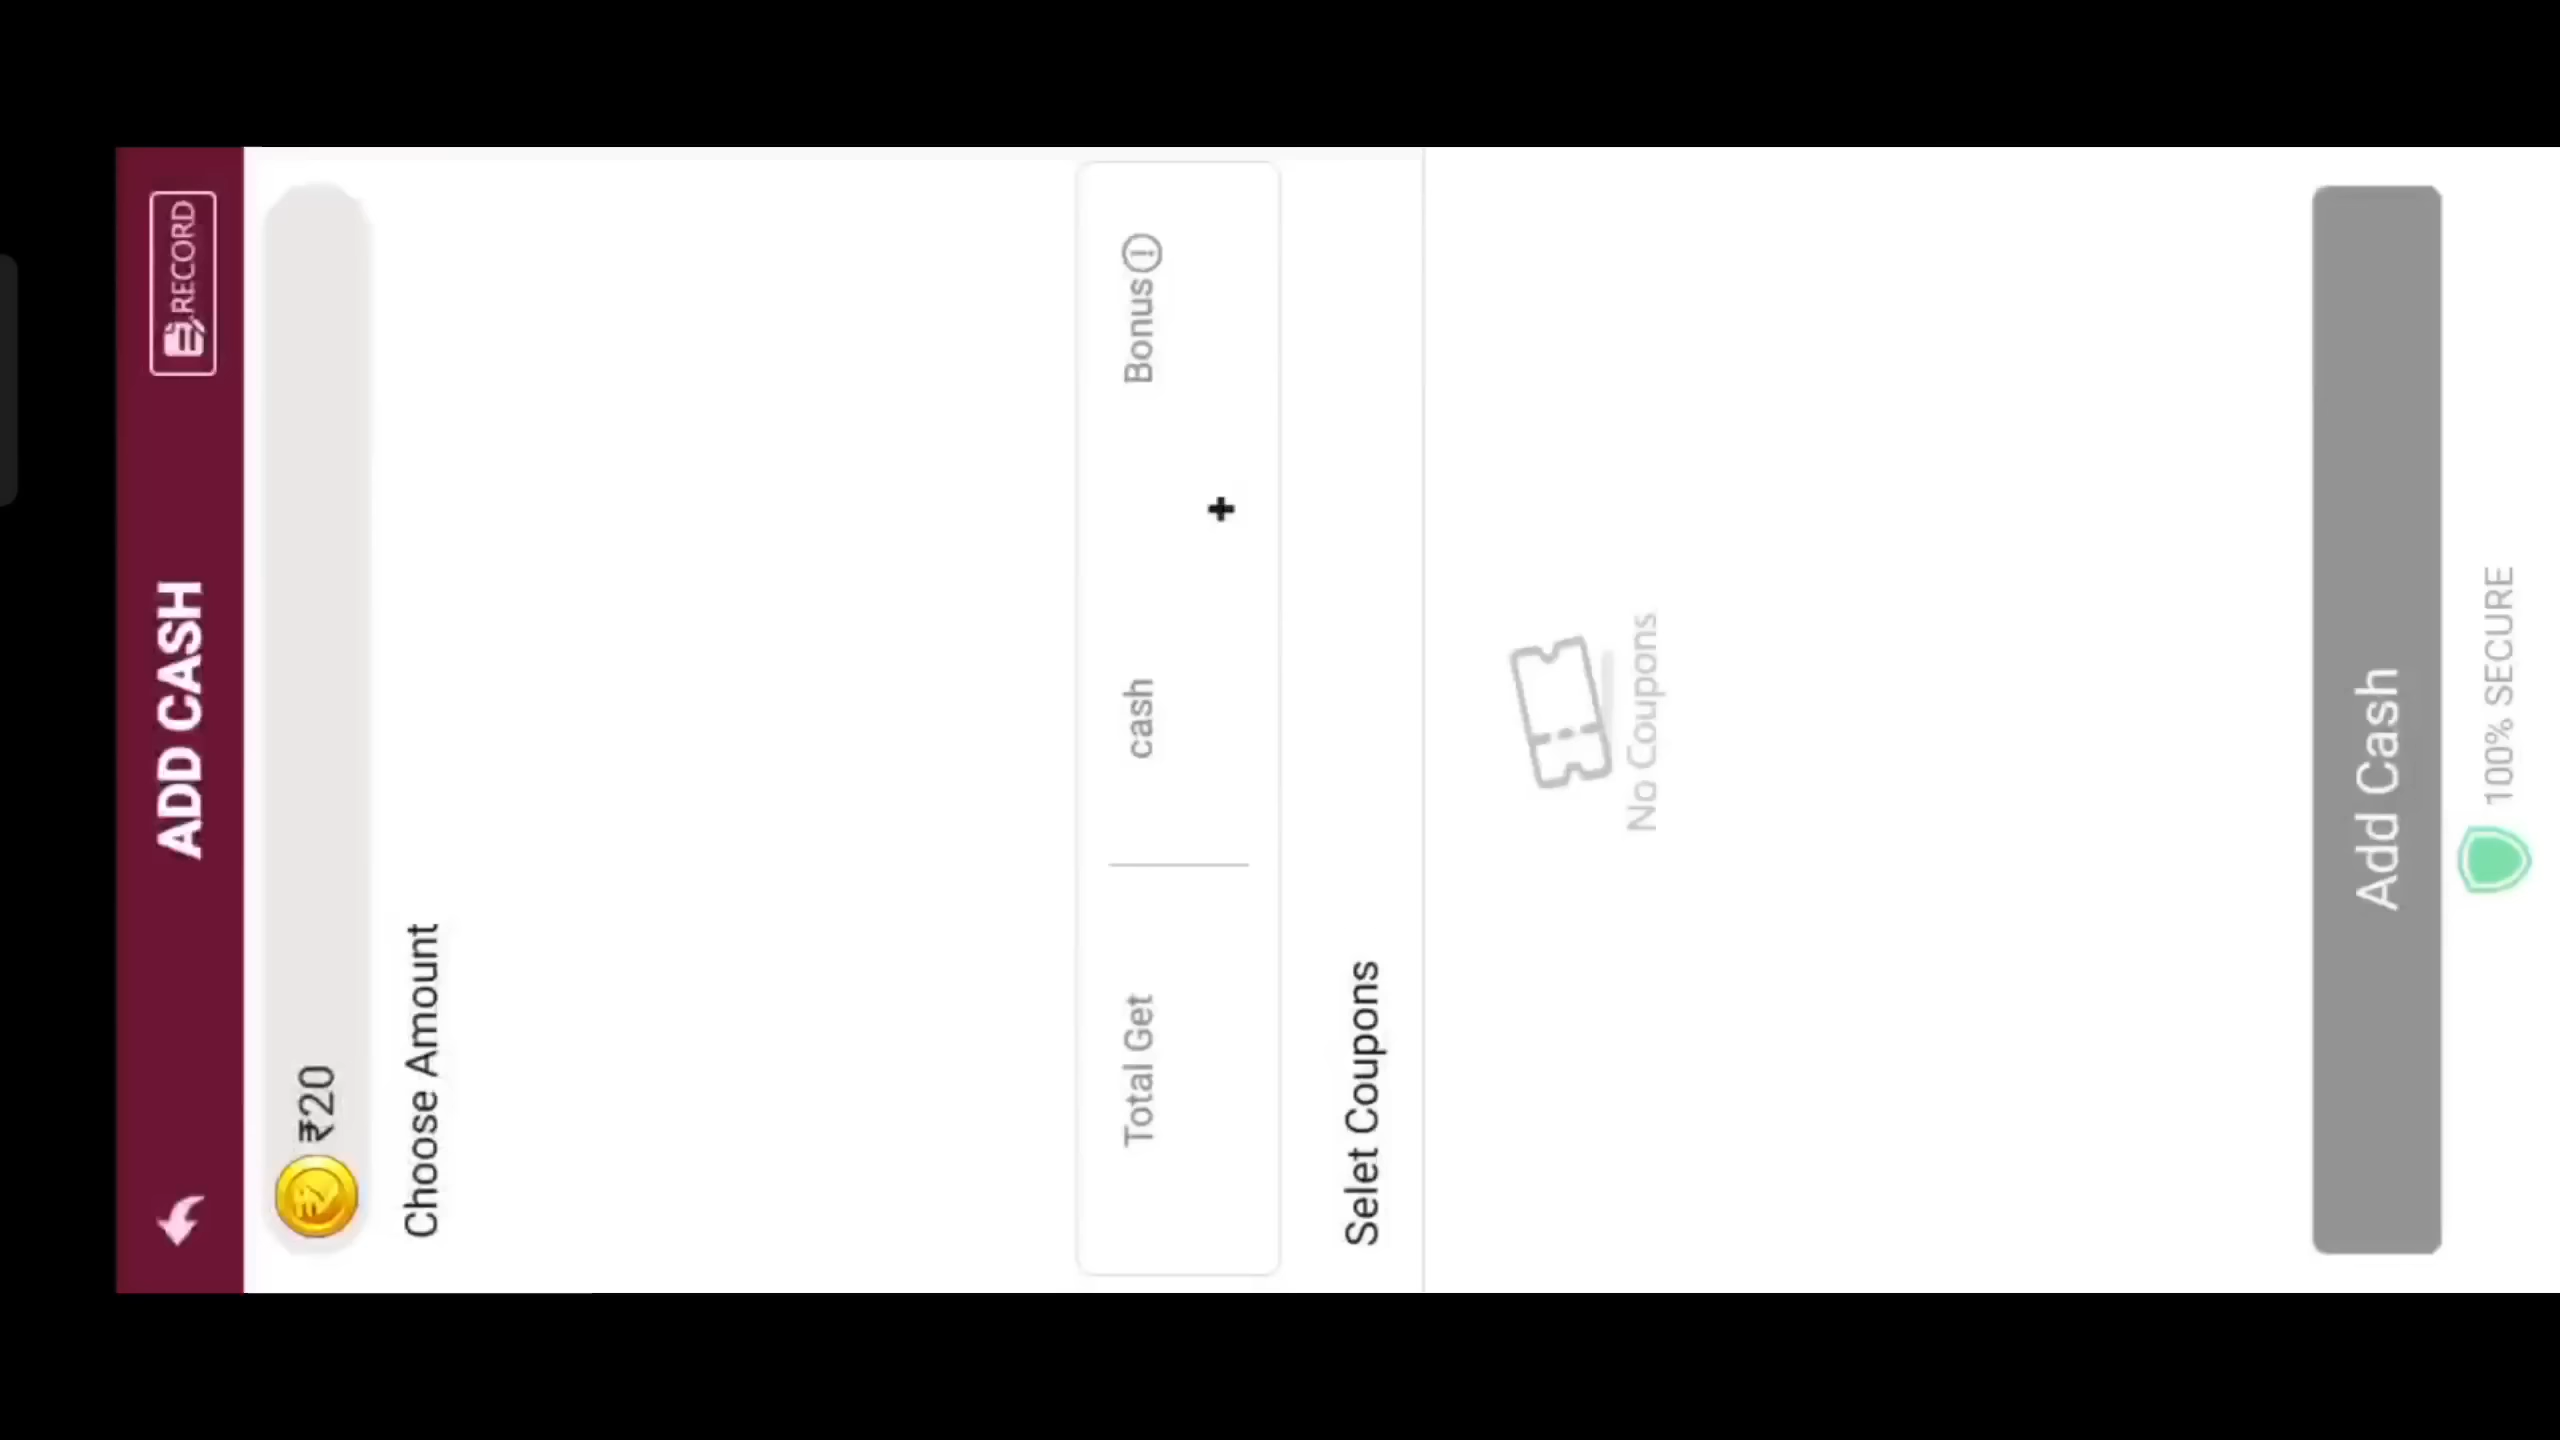 ADD CASH
RECORD
₹20
Choose Amount
Total Get
cash
+
Bonus
Selet Coupons
No Coupons
Add Cash
100% SECURE